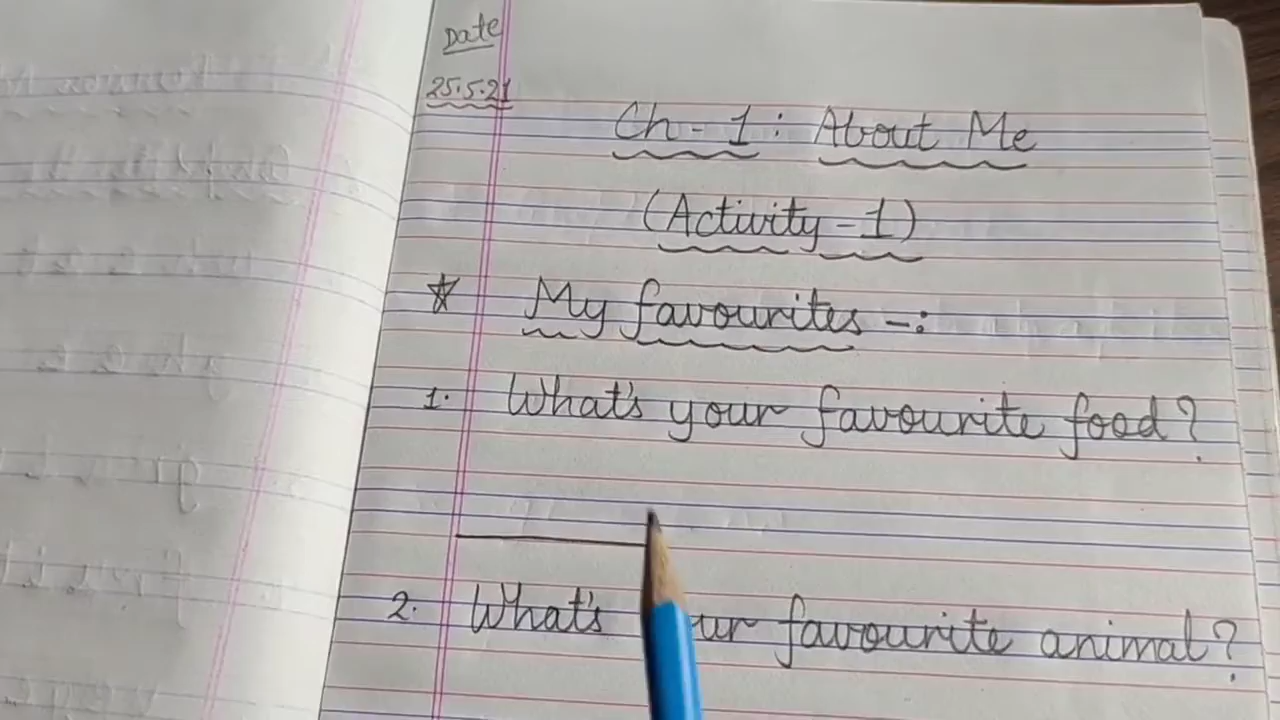 Date
25.5.21
Ch - 1 : About Me
(Activity - 1)
☆ My favourites -:
1. What's your favourite food?
2. What's ur favourite animal?